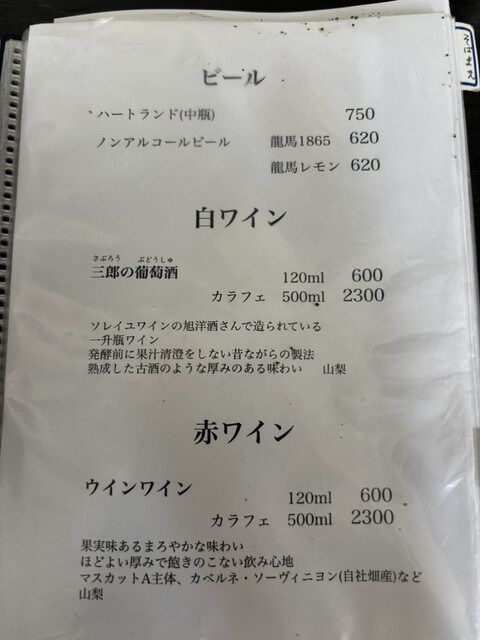 そばまえ
ビール
ハートランド(中瓶) 750
ノンアルコールビール 龍馬1865 620
龍馬レモン 620
白ワイン
さぶろう ぶどうしゅ
三郎の葡萄酒
120ml 600
カラフェ 500ml 2300
ソレイユワインの旭洋酒さんで造られている
一升瓶ワイン
発酵前に果汁清澄をしない昔ながらの製法
熟成した古酒のような厚みのある味わい 山梨
赤ワイン
ウインワイン
120ml 600
カラフェ 500ml 2300
果実味あるまろやかな味わい
ほどよい厚みで飽きのこない飲み心地
マスカットA主体、カベルネ・ソーヴィニヨン(自社畑産)など
山梨